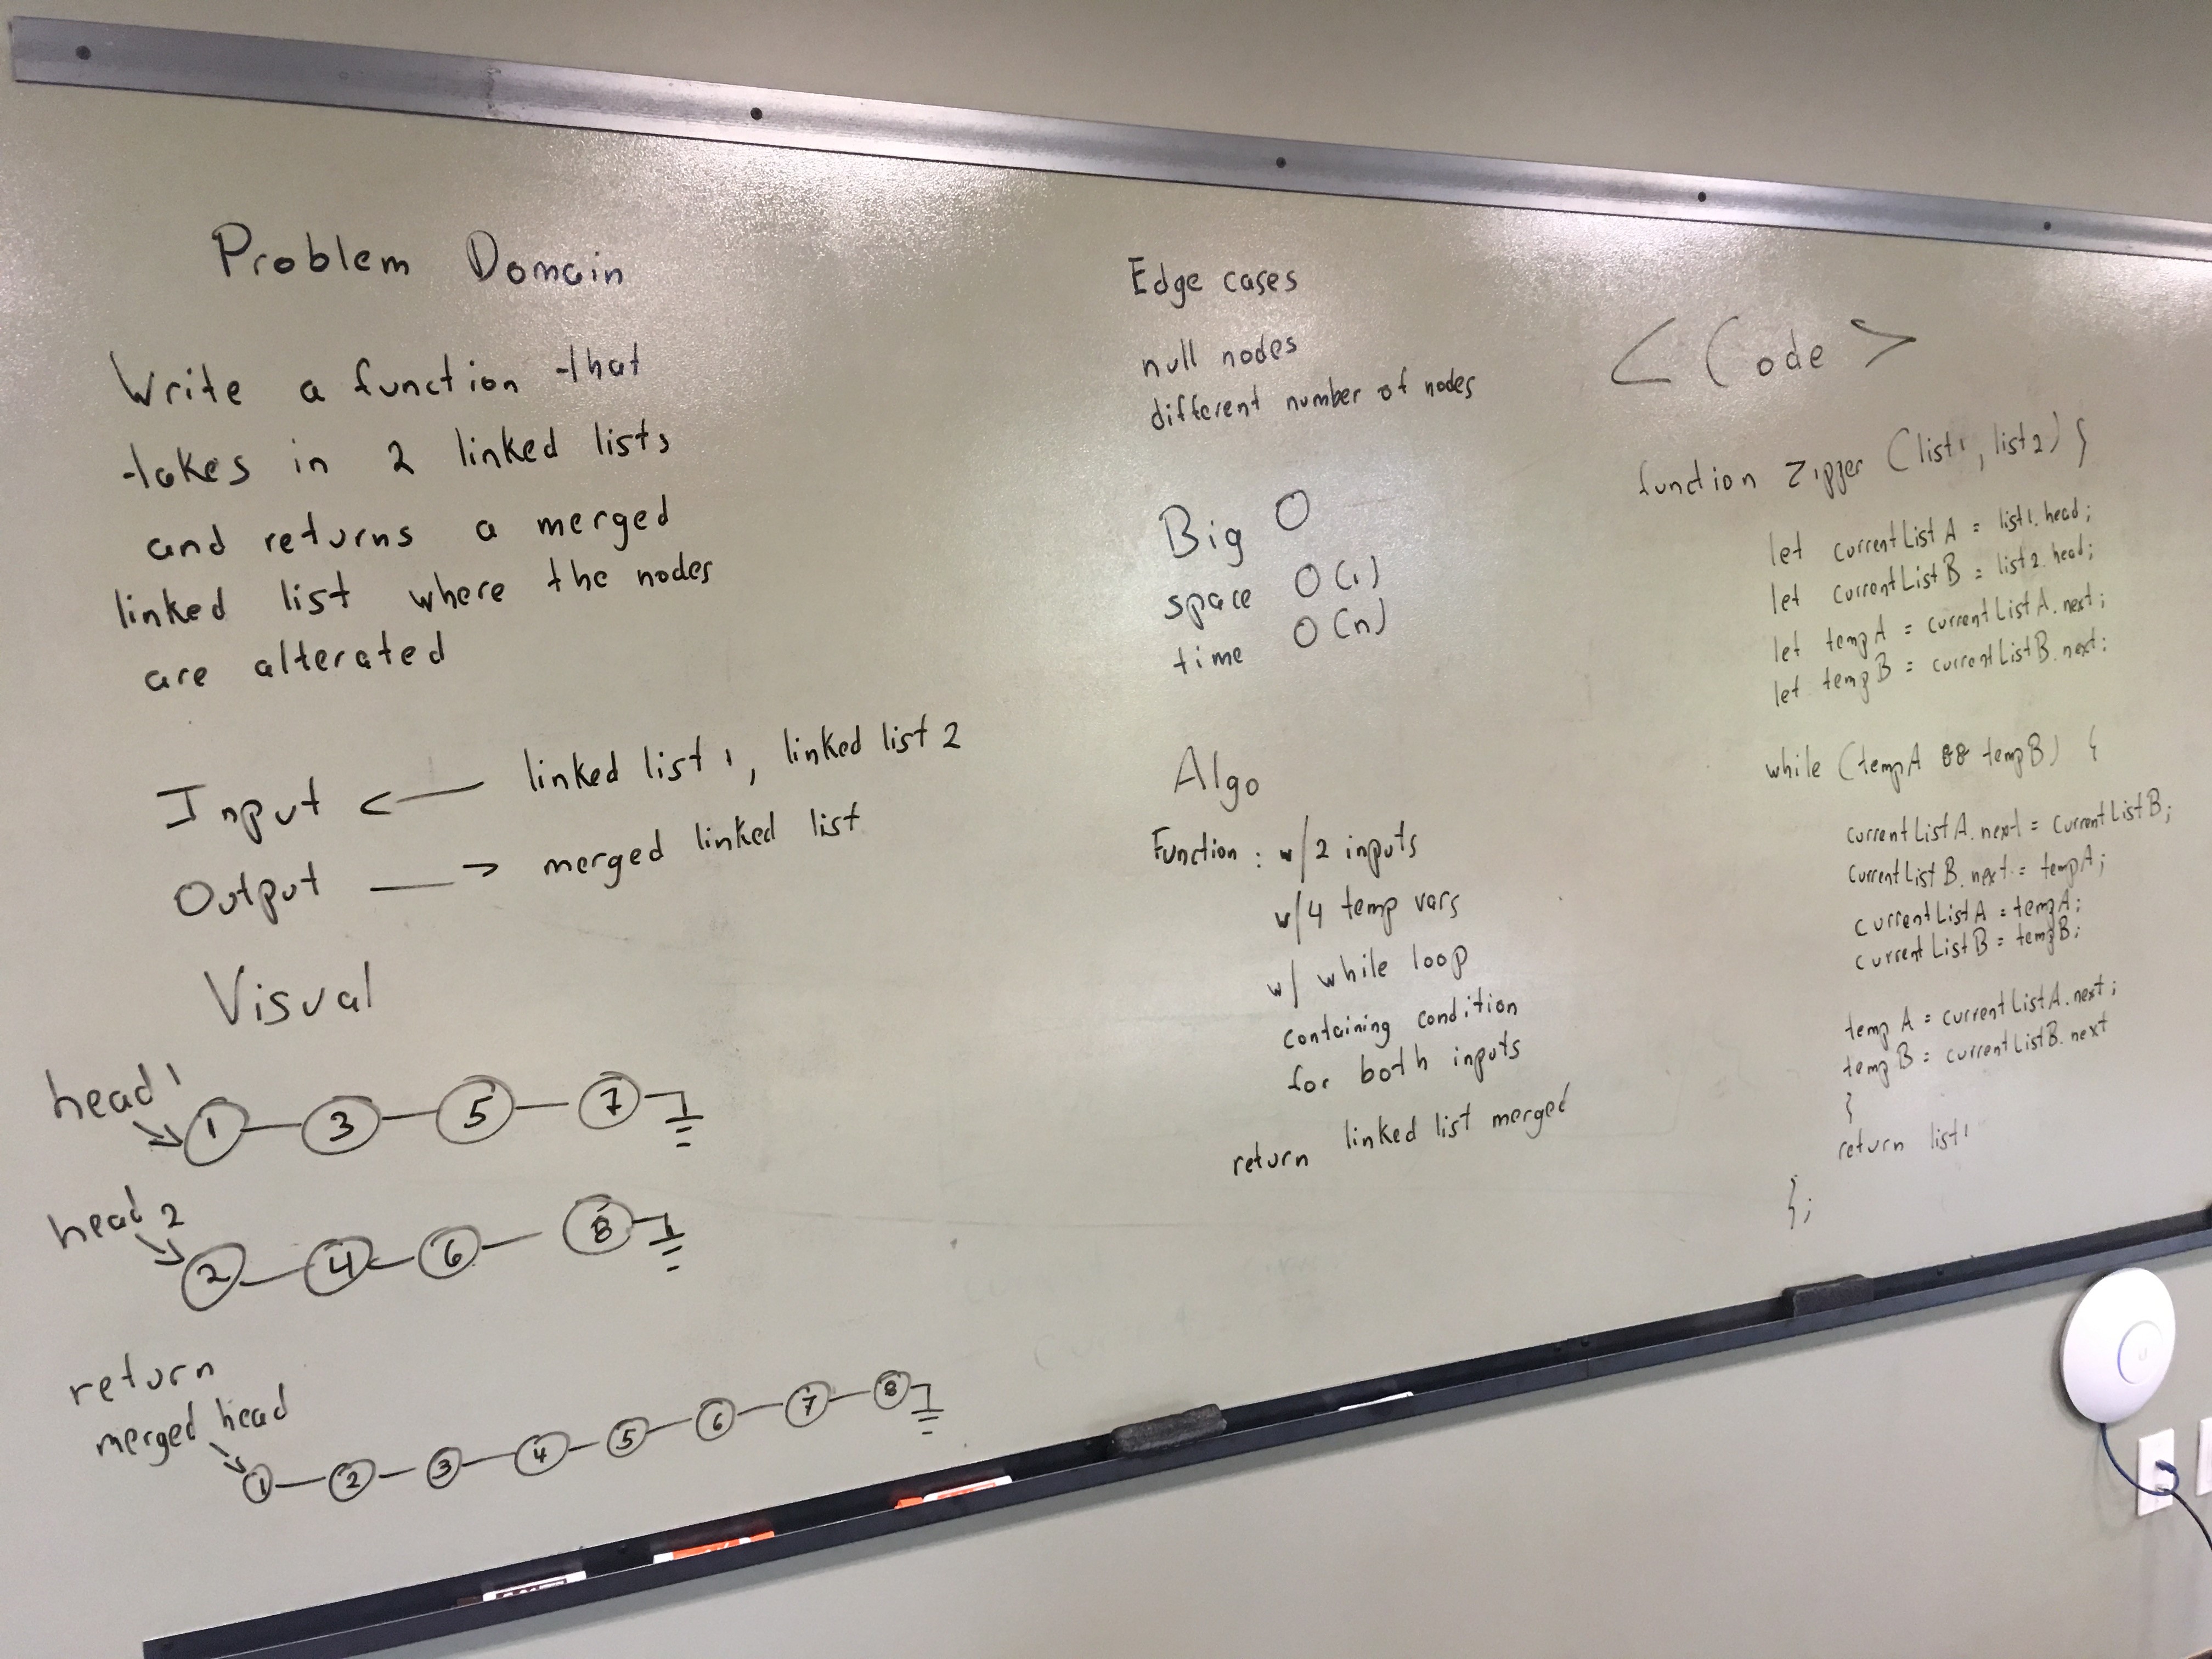 Problem Domain
Write a function that
takes in 2 linked lists
and returns a merged
linked list where the nodes
are alterated
Input <— linked list 1, linked list 2
Output —> merged linked list
Visual
head 1
1 3 5 7
head 2
2 4 6 8
return
merged head
1 2 3 4 5 6 7 8
Edge cases
null nodes
different number of nodes
Big O
space O(1)
time O(n)
Algo
Function : w/2 inputs
w/4 temp vars
w/ while loop
containing condition
for both inputs
return linked list merged
<Code>
function zipper (list1, list2) {
let currentListA = list1.head;
let currentListB = list2.head;
let tempA = currentListA.next;
let tempB = currentListB.next;
while (tempA && tempB) {
currentListA.next = currentListB;
currentListB.next = tempA;
currentListA = tempA;
currentListB = tempB;
tempA = currentListA.next;
tempB = currentListB.next
}
return list1
};